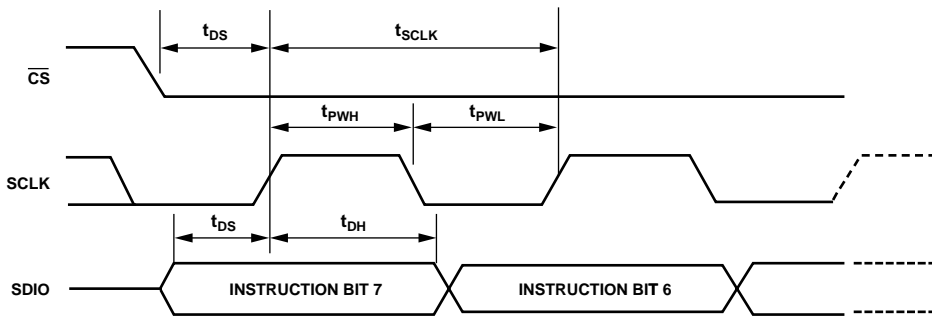 tDS tSCLK
CS
tPWH tPWL
SCLK
tDS tDH
SDIO INSTRUCTION BIT 7 INSTRUCTION BIT 6